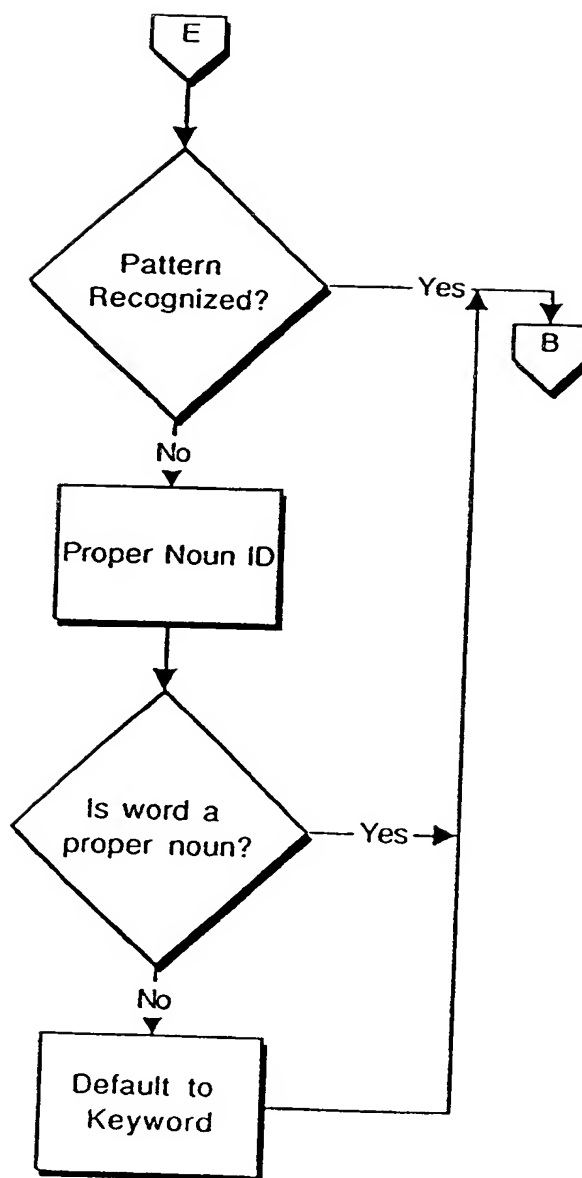 E
Pattern
Recognized?
Yes
B
No
Proper Noun ID
Is word a
proper noun?
Yes
No
Default to
Keyword